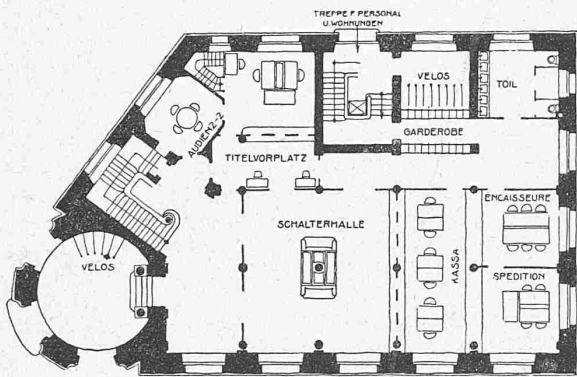 TREPPE F PERSONAL
U. WOHNUNGEN
VELOS
TOIL
AUDIENZ-Z
GARDEROBE
TITELVORPLATZ
ENCAISSEURE
SCHALTERHALLE
KASSA
VELOS
SPEDITION